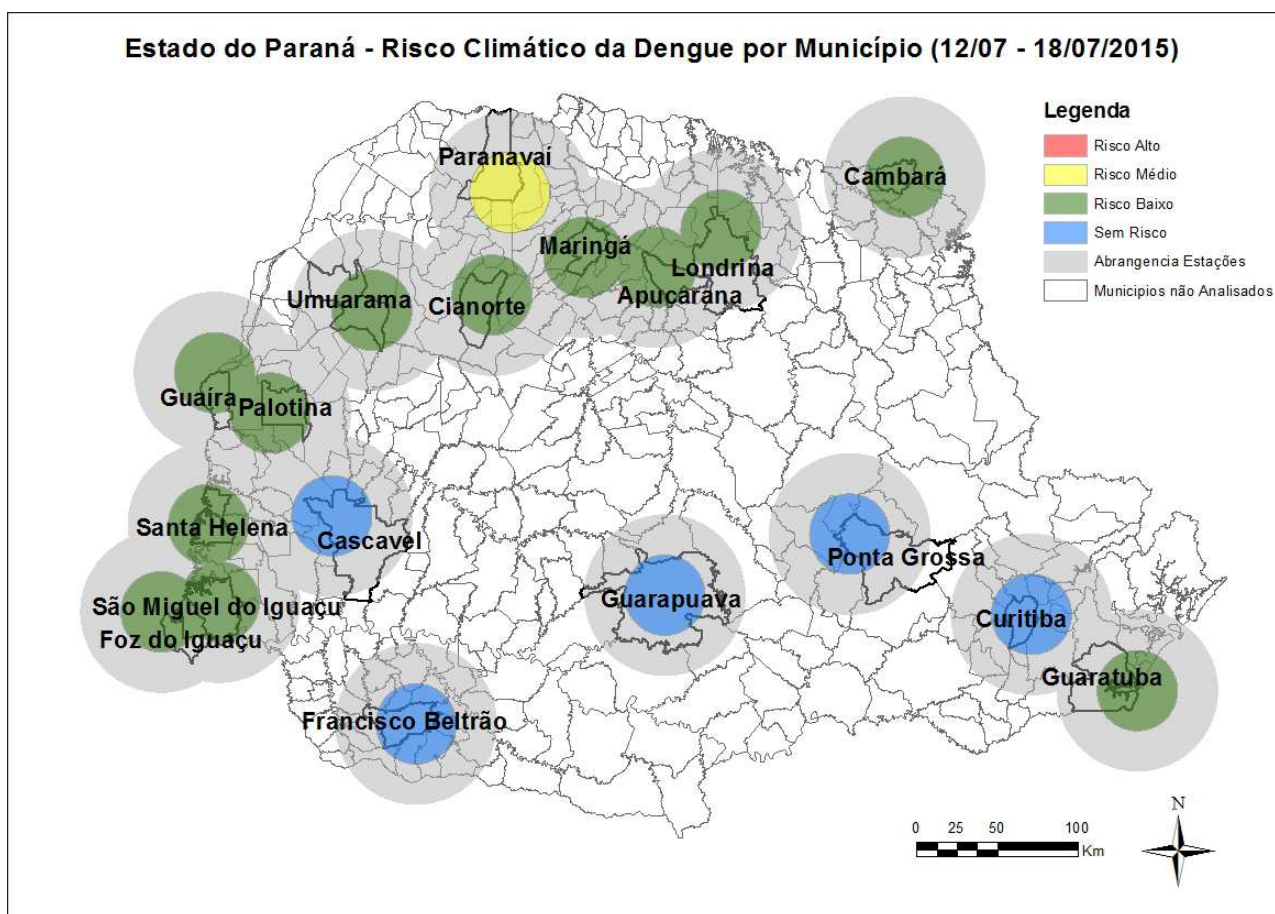 Estado do Paraná - Risco Climático da Dengue por Município (12/07 - 18/07/2015)
Legenda
Risco Alto
Risco Médio
Risco Baixo
Sem Risco
Abrangencia Estações
Municipios não Analisados
Paranavaí
Cambará
Maringá
Londrina
Apucarana
Umuarama
Cianorte
Guaíra
Palotina
Santa Helena
Cascavel
São Miguel do Iguaçu
Foz do Iguaçu
Francisco Beltrão
Guarapuava
Ponta Grossa
Curitiba
Guaratuba
N
0 25 50 100
Km